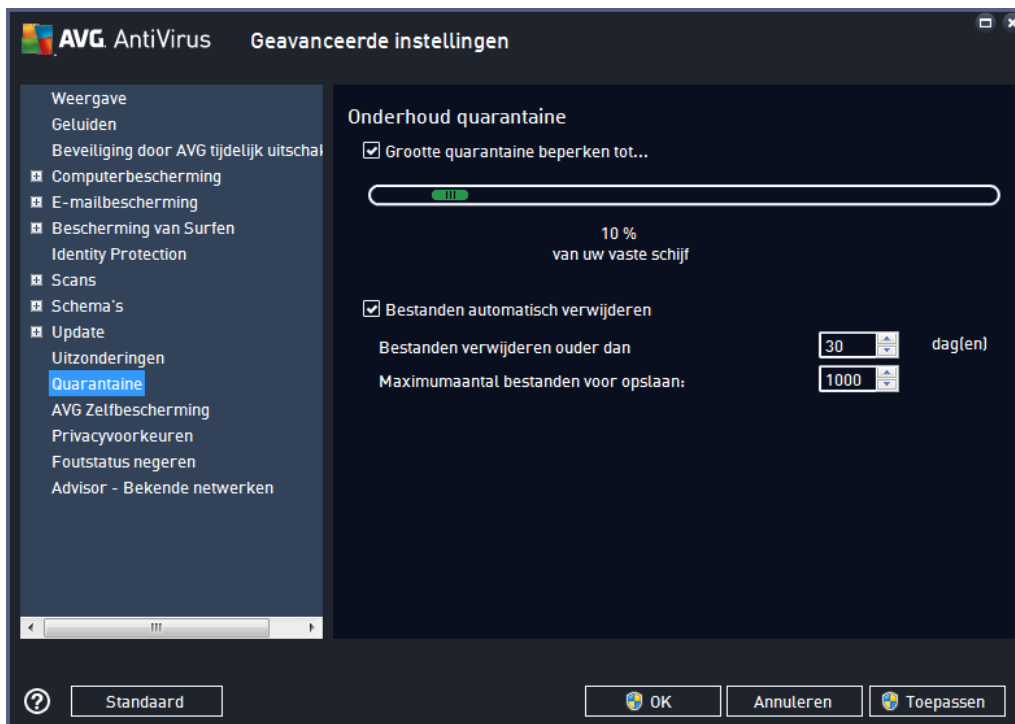 AVG. AntiVirus
Geavanceerde instellingen
Weergave
Geluiden
Beveiliging door AVG tijdelijk
Computerbescherming
E-mailbescherming
Bescherming van Surfen
Identity Protection
Scans
Schema's
Update
Uitzonderingen
Quarantaine
AVG Zelfbescherming
Privacyvoorkeuren
Foutstatus negeren
Advisor - Bekende netwerken
Onderhoud quarantaine
Grootte quarantaine beperken tot...
10 %
van uw vaste schijf
Bestanden automatisch verwijderen
Bestanden verwijderen ouder dan
30
dag(en)
Maximumaantal bestanden voor opslaan:
1000
Standaard
OK
Annuleren
Toepassen